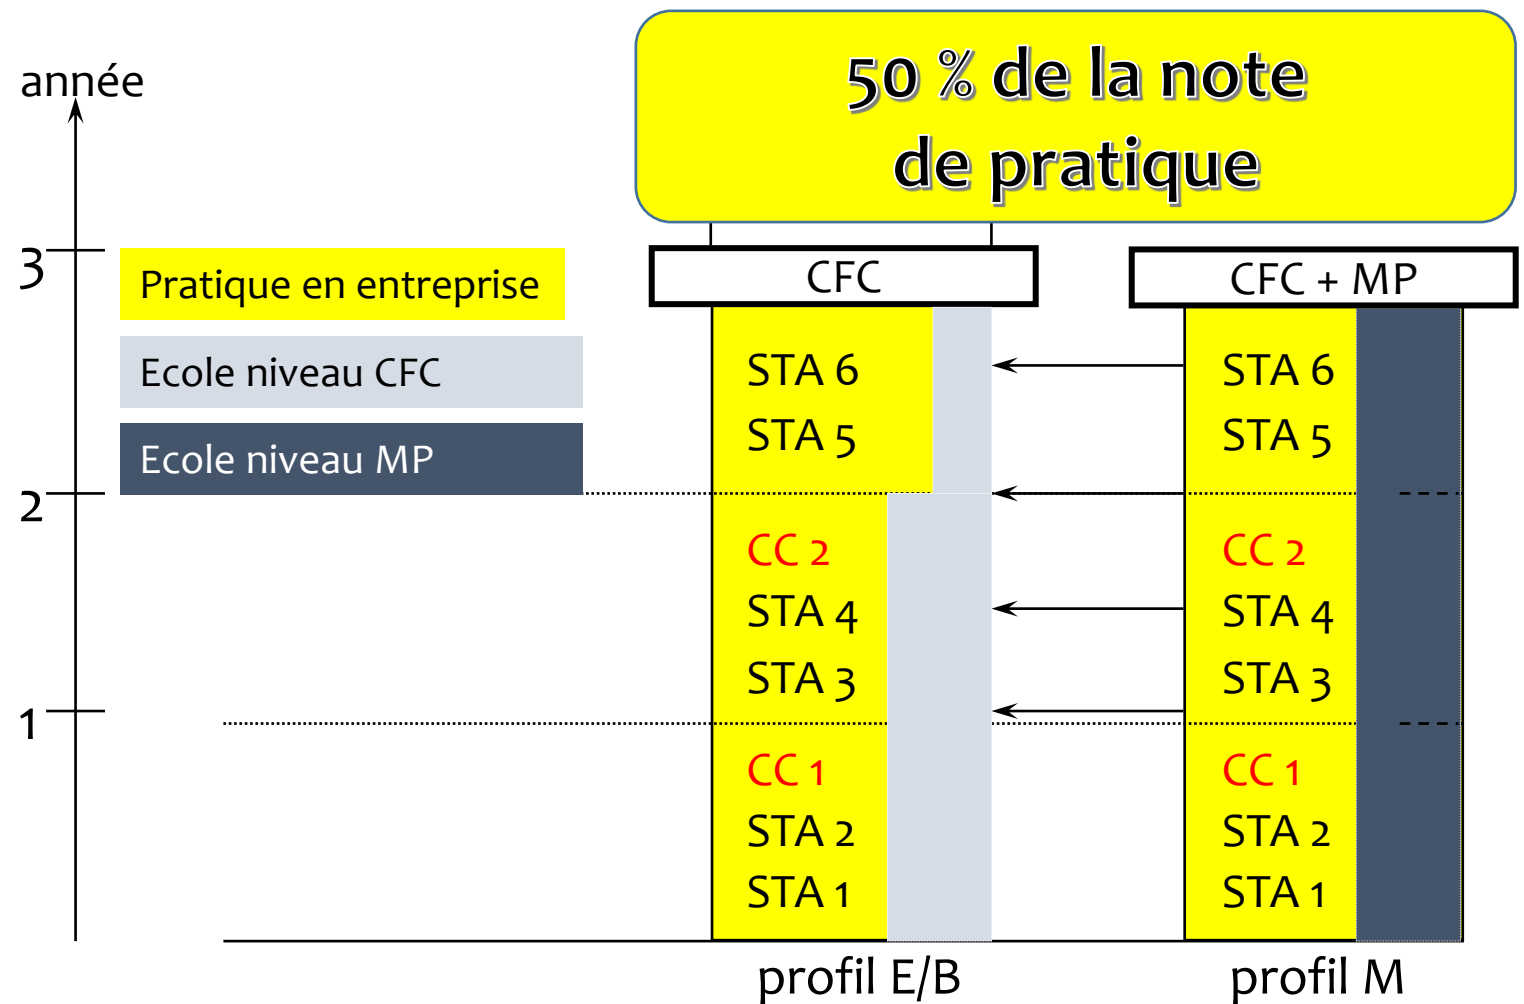 50 % de la note
de pratique
année
3
CFC
CFC + MP
Pratique en entreprise
Ecole niveau CFC
Ecole niveau MP
STA 6
STA 6
STA 5
STA 5
2
CC 2
CC 2
STA 4
STA 4
STA 3
STA 3
1
CC 1
CC 1
STA 2
STA 2
STA 1
STA 1
profil E/B
profil M